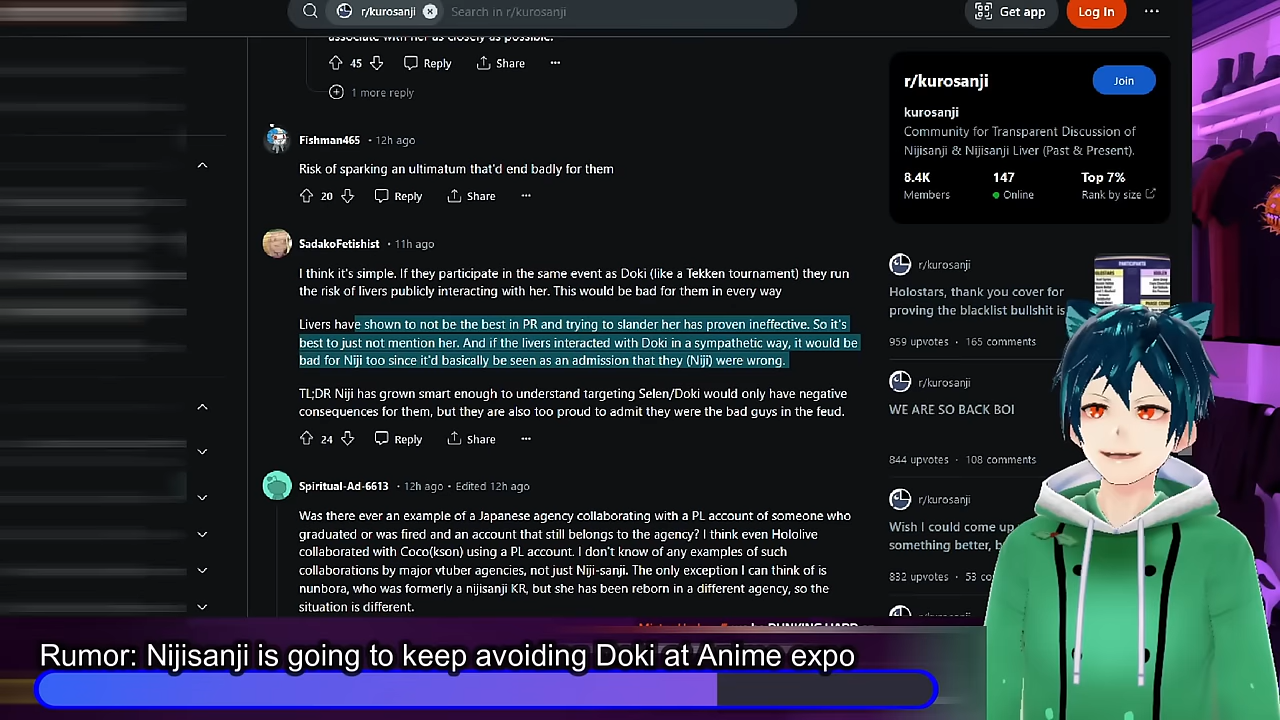 r/kurosanji
Search in r/kurosanji
Get app
Log In
associate with her as closely as possible.
45
Reply
Share
1 more reply
Fishman465 • 12h ago
Risk of sparking an ultimatum that'd end badly for them
20
Reply
Share
SadakoFetishist • 11h ago
I think it's simple. If they participate in the same event as Doki (like a Tekken tournament) they run
the risk of livers publicly interacting with her. This would be bad for them in every way
Livers have shown to not be the best in PR and trying to slander her has proven ineffective. So it's
best to just not mention her. And if the livers interacted with Doki in a sympathetic way, it would be
bad for Niji too since it'd basically be seen as an admission that they (Niji) were wrong.
TL;DR Niji has grown smart enough to understand targeting Selen/Doki would only have negative
consequences for them, but they are also too proud to admit they were the bad guys in the feud.
24
Reply
Share
Spiritual-Ad-6613 • 12h ago • Edited 12h ago
Was there ever an example of a Japanese agency collaborating with a PL account of someone who
graduated or was fired and an account that still belongs to the agency? I think even Hololive
collaborated with Coco(kson) using a PL account. I don't know of any examples of such
collaborations by major vtuber agencies, not just Niji-sanji. The only exception I can think of is
nunbora, who was formerly a nijisanji KR, but she has been reborn in a different agency, so the
situation is different.
r/kurosanji
Join
kurosanji
Community for Transparent Discussion of
Nijisanji & Nijisanji Liver (Past & Present).
8.4K
147
Top 7%
Members
Online
Rank by size
r/kurosanji
Holostars, thank you cover for
proving the blacklist bullshit is
959 upvotes • 165 comments
r/kurosanji
WE ARE SO BACK BOI
844 upvotes • 108 comments
r/kurosanji
Wish I could come up
something better, b
832 upvotes • 53 co
Rumor: Nijisanji is going to keep avoiding Doki at Anime expo